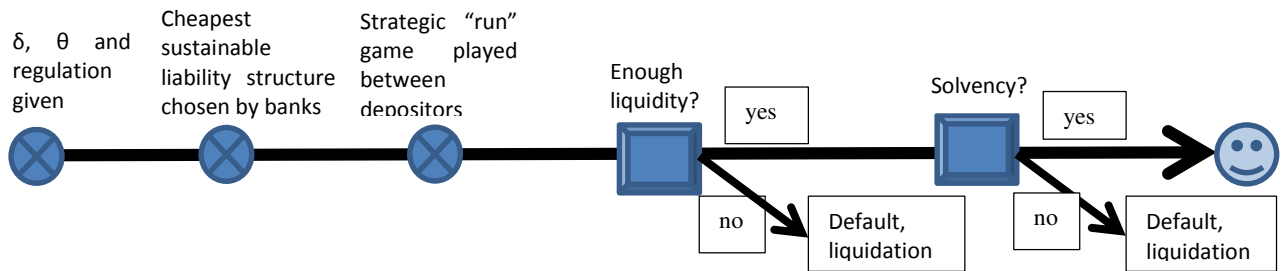 δ, θ and
regulation
given
Cheapest
sustainable
liability structure
chosen by banks
Strategic “run”
game played
between
depositors
Enough
liquidity?
yes
no
Default,
liquidation
Solvency?
yes
no
Default,
liquidation